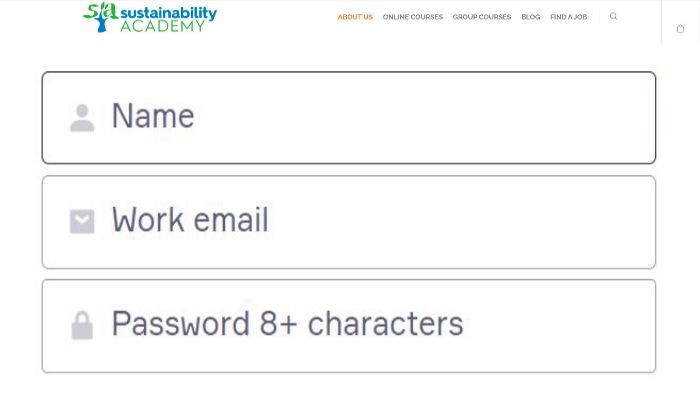 sa sustainability
ACADEMY
ABOUT US ONLINE COURSES GROUP COURSES BLOG FIND A JOB
Name
Work email
Password 8+ characters